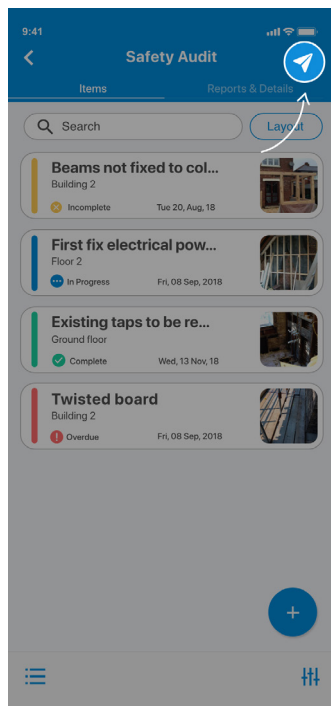 9:41
Safety Audit
Items
Reports & Details
Search
Layout
Beams not fixed to col...
Building 2
Incomplete
Tue 20, Aug, 18
First fix electrical pow...
Floor 2
In Progress
Fri, 08 Sep, 2018
Existing taps to be re...
Ground floor
Complete
Wed, 13 Nov, 18
Twisted board
Building 2
Overdue
Fri, 08 Sep, 2018